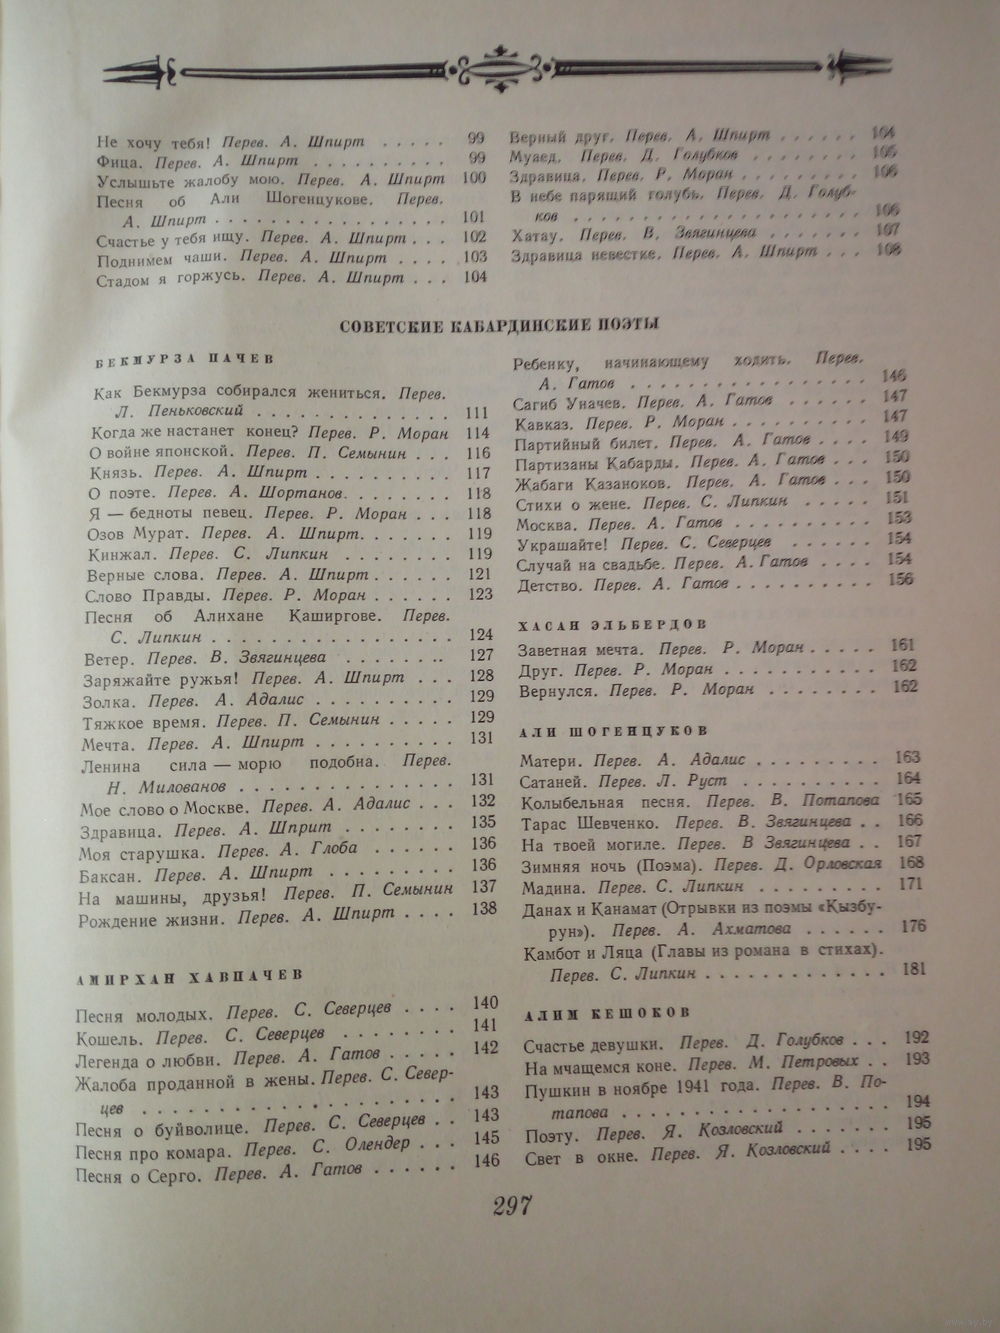 Не хочу тебя! Перев. А. Шпирт . . . . . 99
Фица. Перев. А. Шпирт . . . . . . . . . . 99
Услышьте жалобу мою. Перев. А. Шпирт 100
Песня об Али Шогенцукове. Перев.
А. Шпирт . . . . . . . . . . . . . . . . 101
Счастье у тебя ищу. Перев. А. Шпирт . . . 102
Поднимем чаши. Перев. А. Шпирт . . . . 103
Стадом я горжусь. Перев. А. Шпирт . . . 104
Верный друг. Перев. А. Шпирт . . . . . . 104
Муаед. Перев. Д. Голубков . . . . . . . . 105
Здравица. Перев. Р. Моран . . . . . . . . . 106
В небе парящий голубь. Перев. Д. Голуб-
ков . . . . . . . . . . . . . . . . . . 106
Хатау. Перев. В. Звягинцева . . . . . . . 107
Здравица невестке. Перев. А. Шпирт . . . 108
СОВЕТСКИЕ КАБАРДИНСКИЕ ПОЭТЫ
БЕКМУРЗА ПАЧЕВ
Как Бекмурза собирался жениться. Перев.
Л. Пеньковский . . . . . . . . . . . . . . 111
Когда же настанет конец? Перев. Р. Моран 114
О войне японской. Перев. П. Семынин . . . 116
Князь. Перев. А. Шпирт . . . . . . . . . . 117
О поэте. Перев. А. Шортанов. . . . . . . . 118
Я — бедноты певец. Перев. Р. Моран . . . 118
Озов Мурат. Перев. А. Шпирт. . . . . . . 119
Кинжал. Перев. С. Липкин . . . . . . . . 119
Верные слова. Перев. А. Шпирт . . . . . . 121
Слово Правды. Перев. Р. Моран . . . . . . 123
Песня об Алихане Каширгове. Перев.
С. Липкин . . . . . . . . . . . . . . . . . 124
Ветер. Перев. В. Звягинцева . . . . . . .. 127
Заряжайте ружья! Перев. А. Шпирт . . . 128
Золка. Перев. А. Адалис . . . . . . . . . . 129
Тяжкое время. Перев. П. Семынин . . . . . 129
Мечта. Перев. А. Шпирт . . . . . . . . . . 131
Ленина сила — морю подобна. Перев.
Н. Милованов . . . . . . . . . . . . . . . 131
Мое слово о Москве. Перев. А. Адалис . . . 132
Здравица. Перев. А. Шприт . . . . . . . . 135
Моя старушка. Перев. А. Глоба . . . . . . 136
Баксан. Перев. А. Шпирт . . . . . . . . . 136
На машины, друзья! Перев. П. Семынин 137
Рождение жизни. Перев. А. Шпирт . . . . 138
АМИРХАН ХАВПАЧЕВ
Песня молодых. Перев. С. Северцев . . . . 140
Кошель. Перев. С. Северцев . . . . . . . . 141
Легенда о любви. Перев. А. Гатов . . . . . 142
Жалоба проданной в жены. Перев. С. Север-
цев . . . . . . . . . . . . . . . . . . . 143
Песня о буйволице. Перев. С. Северцев . . 143
Песня про комара. Перев. С. Олендер . . . 145
Песня о Серго. Перев. А. Гатов . . . . . . 146
Ребенку, начинающему ходить. Перев.
А. Гатов . . . . . . . . . . . . . . . . . 146
Сагиб Уначев. Перев. А. Гатов . . . . . . 147
Кавказ. Перев. Р. Моран . . . . . . . . . . 147
Партийный билет. Перев. А. Гатов . . . . 149
Партизаны Кабарды. Перев. А. Гатов . . . 150
Жабаги Казаноков. Перев. А. Гатов . . . 150
Стихи о жене. Перев. С. Липкин . . . . . 151
Москва. Перев. А. Гатов . . . . . . . . . . 153
Украшайте! Перев. С. Северцев . . . . . . 154
Случай на свадьбе. Перев. А. Гатов . . . . 154
Детство. Перев. А. Гатов . . . . . . . . . . 156
ХАСАН ЭЛЬБЕРДОВ
Заветная мечта. Перев. Р. Моран . . . . . 161
Друг. Перев. Р. Моран . . . . . . . . . . . 162
Вернулся. Перев. Р. Моран . . . . . . . . 162
АЛИ ШОГЕНЦУКОВ
Матери. Перев. А. Адалис . . . . . . . . . 163
Сатаней. Перев. Л. Руст . . . . . . . . . . 164
Колыбельная песня. Перев. В. Потапова 165
Тарас Шевченко. Перев. В. Звягинцева . . 166
На твоей могиле. Перев. В Звягинцева . . 167
Зимняя ночь (Поэма). Перев. Д. Орловская 168
Мадина. Перев. С. Липкин . . . . . . . . . 171
Данах и Канамат (Отрывки из поэмы «Кызбу-
рун»). Перев. А. Ахматова . . . . . . 176
Камбот и Ляца (Главы из романа в стихах).
Перев. С. Липкин . . . . . . . . . . . . . 181
АЛИМ КЕШОКОВ
Счастье девушки. Перев. Д. Голубков . . . 192
На мчащемся коне. Перев. М. Петровых . . 193
Пушкин в ноябре 1941 года. Перев. В. По-
тапова . . . . . . . . . . . . . . . . . . 194
Поэту. Перев. Я. Козловский . . . . . . . 195
Свет в окне. Перев. Я. Козловский . . . . 195
297